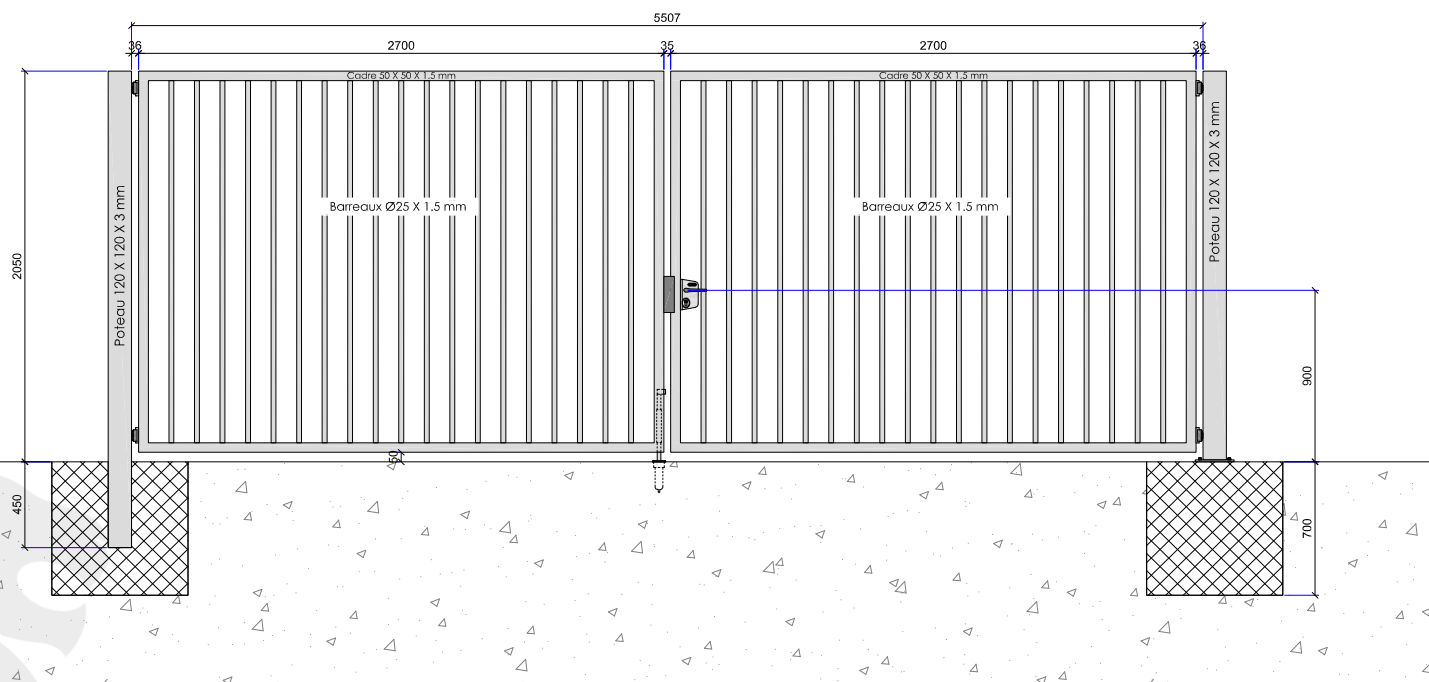 5507
36
2700
35
2700
36
Cadre 50 X 50 X 1.5 mm
Cadre 50 X 50 X 1.5 mm
Poteau 120 X 120 X 3 mm
Barreaux Ø25 X 1.5 mm
Barreaux Ø25 X 1.5 mm
Poteau 120 X 120 X 3 mm
2050
900
50
450
700